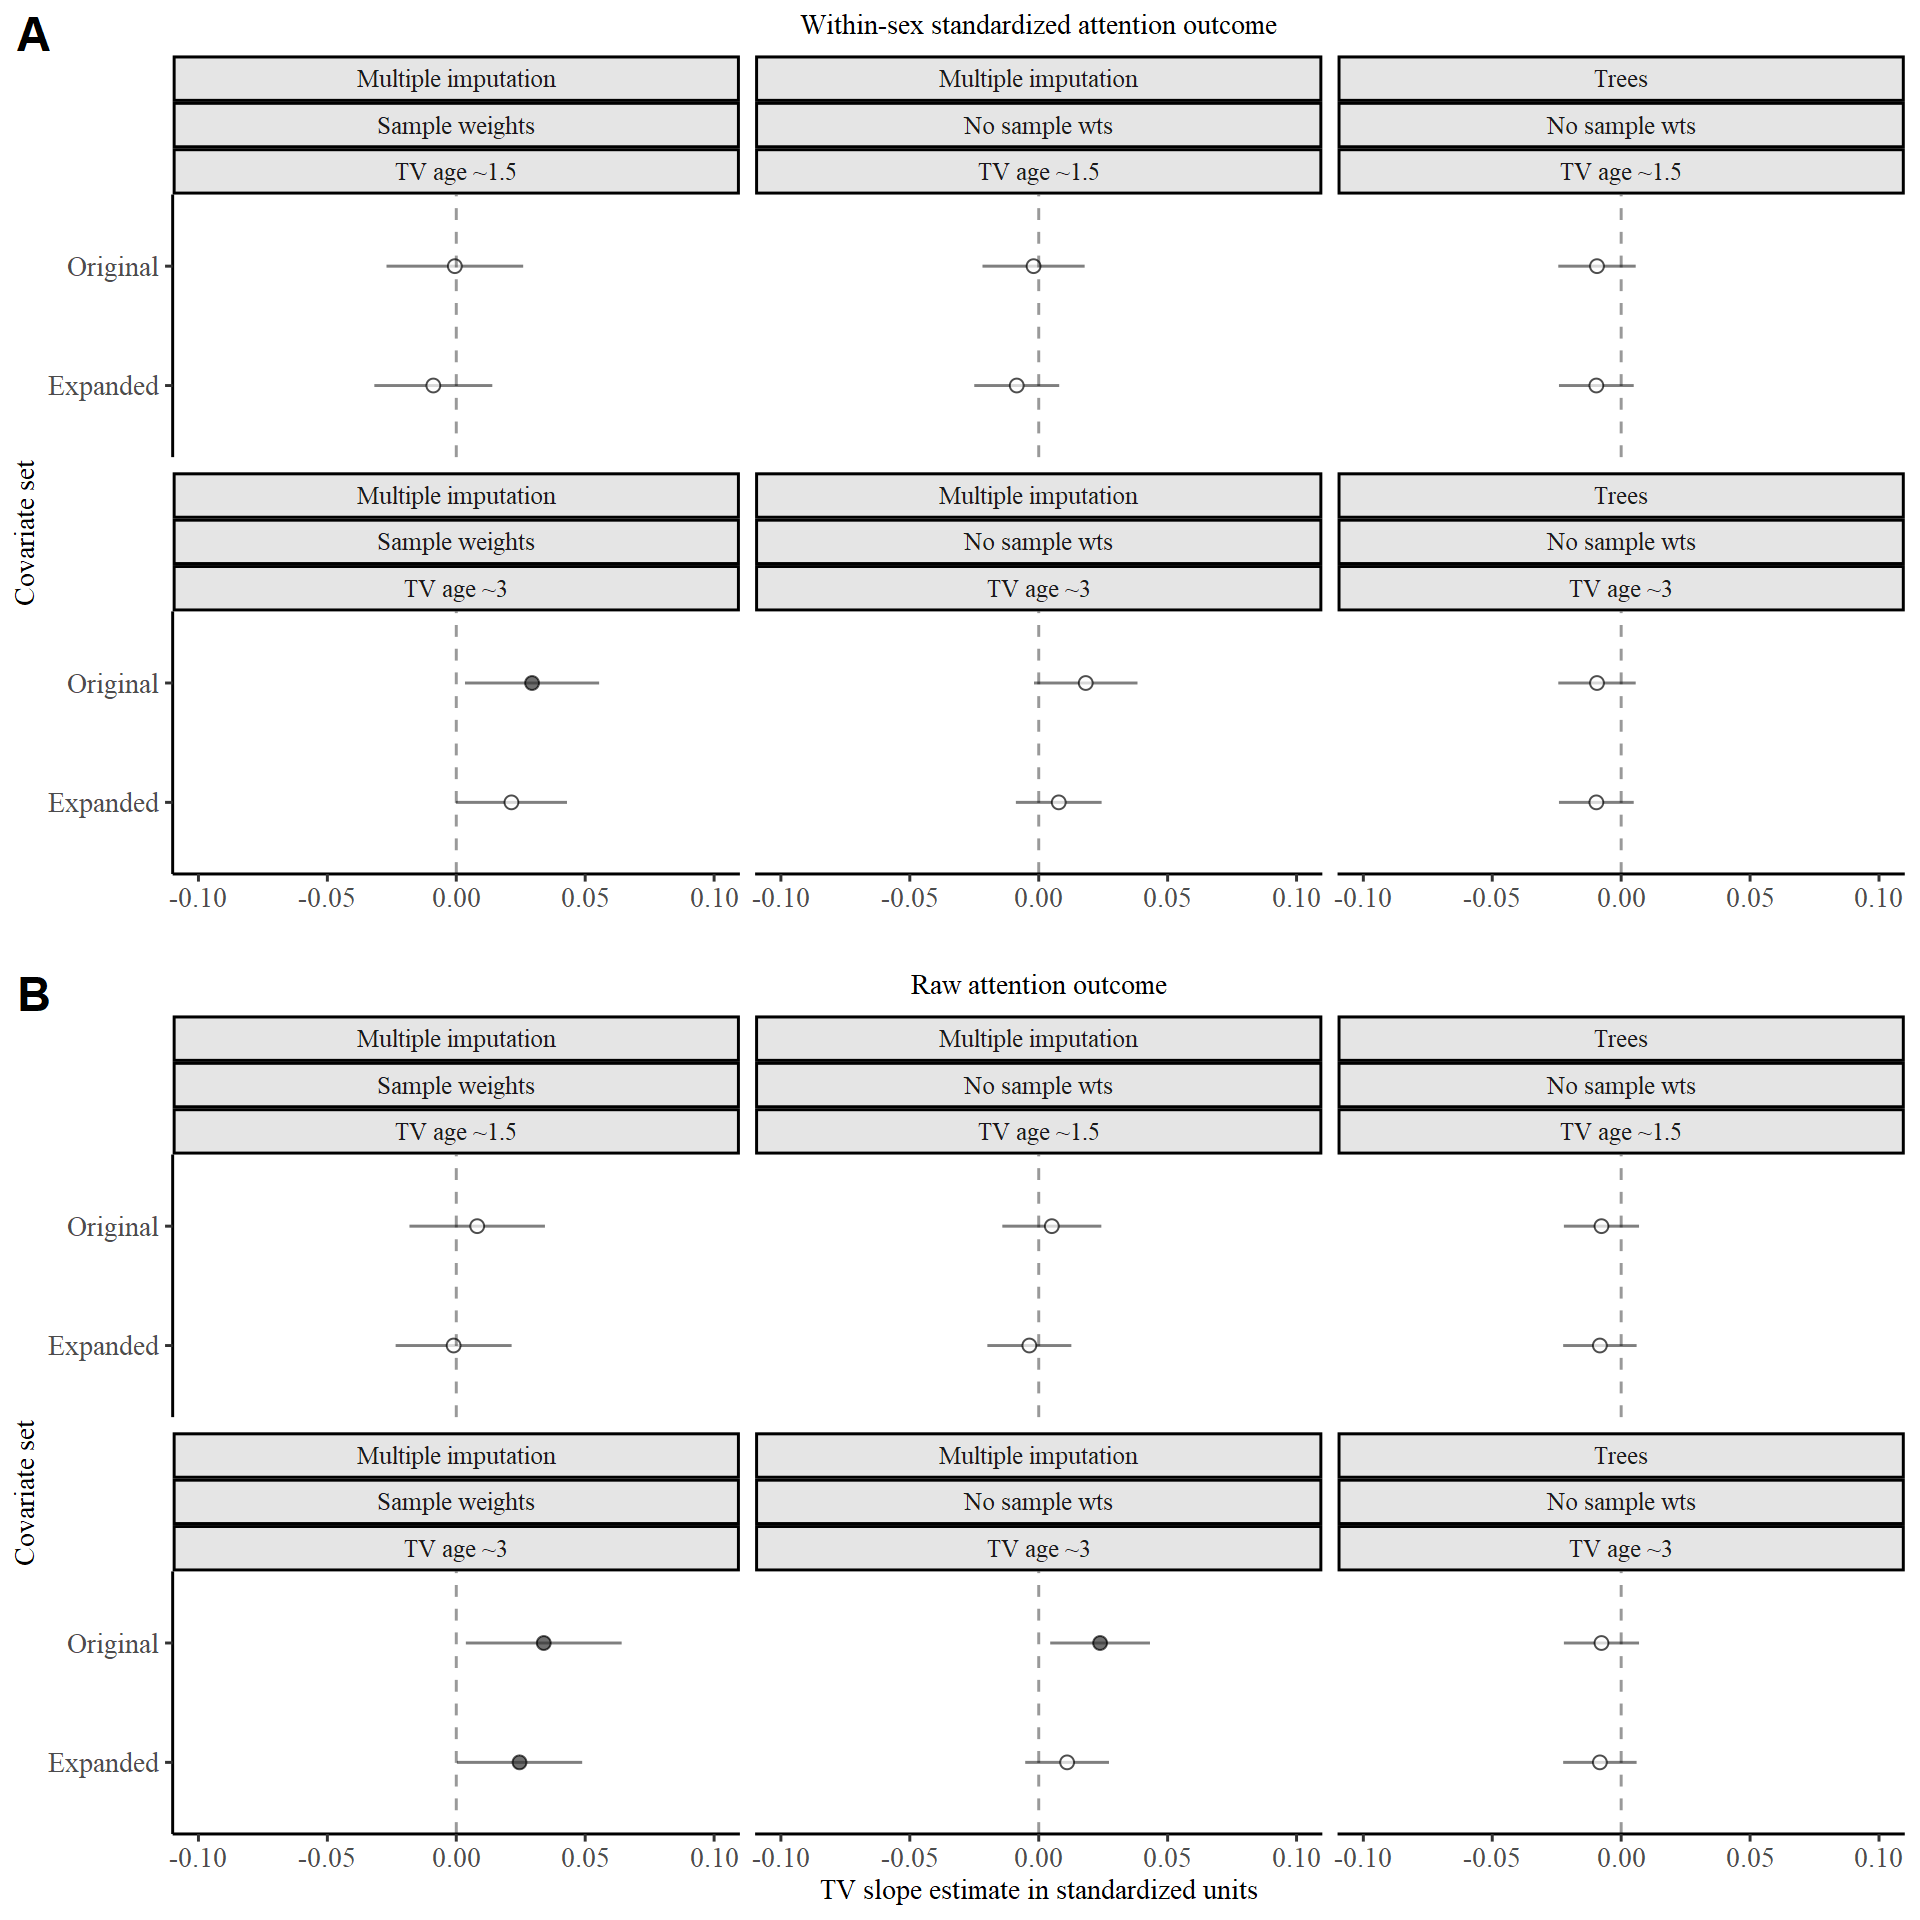 A
Within-sex standardized attention outcome
Multiple imputation Multiple imputation Trees
Sample weights No sample wts No sample wts
TV age ~1.5 TV age ~1.5 TV age ~1.5
Original
Expanded
Covariate set
Multiple imputation Multiple imputation Trees
Sample weights No sample wts No sample wts
TV age ~3 TV age ~3 TV age ~3
Original
Expanded
-0.10 -0.05 0.00 0.05 0.10 -0.10 -0.05 0.00 0.05 0.10 -0.10 -0.05 0.00 0.05 0.10
B
Raw attention outcome
Multiple imputation Multiple imputation Trees
Sample weights No sample wts No sample wts
TV age ~1.5 TV age ~1.5 TV age ~1.5
Original
Expanded
Covariate set
Multiple imputation Multiple imputation Trees
Sample weights No sample wts No sample wts
TV age ~3 TV age ~3 TV age ~3
Original
Expanded
-0.10 -0.05 0.00 0.05 0.10 -0.10 -0.05 0.00 0.05 0.10 -0.10 -0.05 0.00 0.05 0.10
TV slope estimate in standardized units